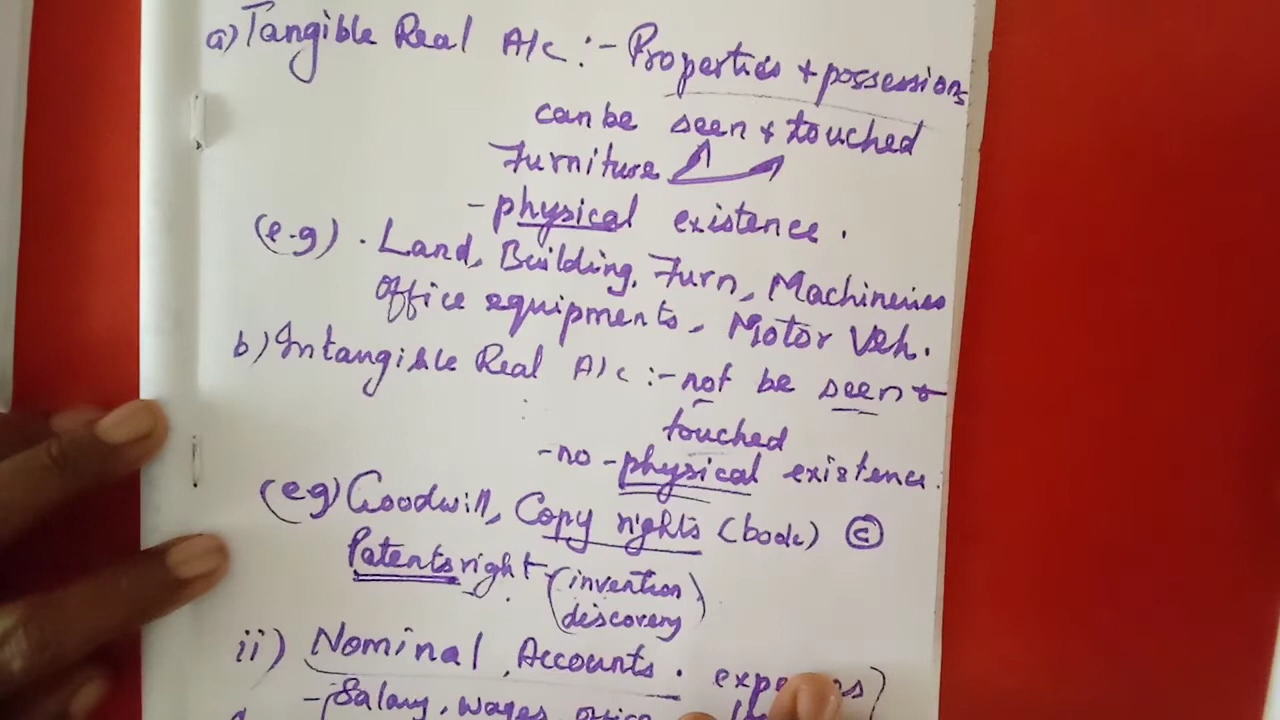 a) Tangible Real A/c :- Properties + possessions
can be seen + touched
Furniture
- physical existence.
(e-g) . Land, Building, Furn, Machineries
Office equipments, Motor Veh.
b) Intangible Real A/c :- not be seen +
touched
- no - physical existence.
(eg) Goodwill, Copy rights (book) ©
Patents right - (invention
discovery)
ii) Nominal Accounts.
- Salary, wages, office